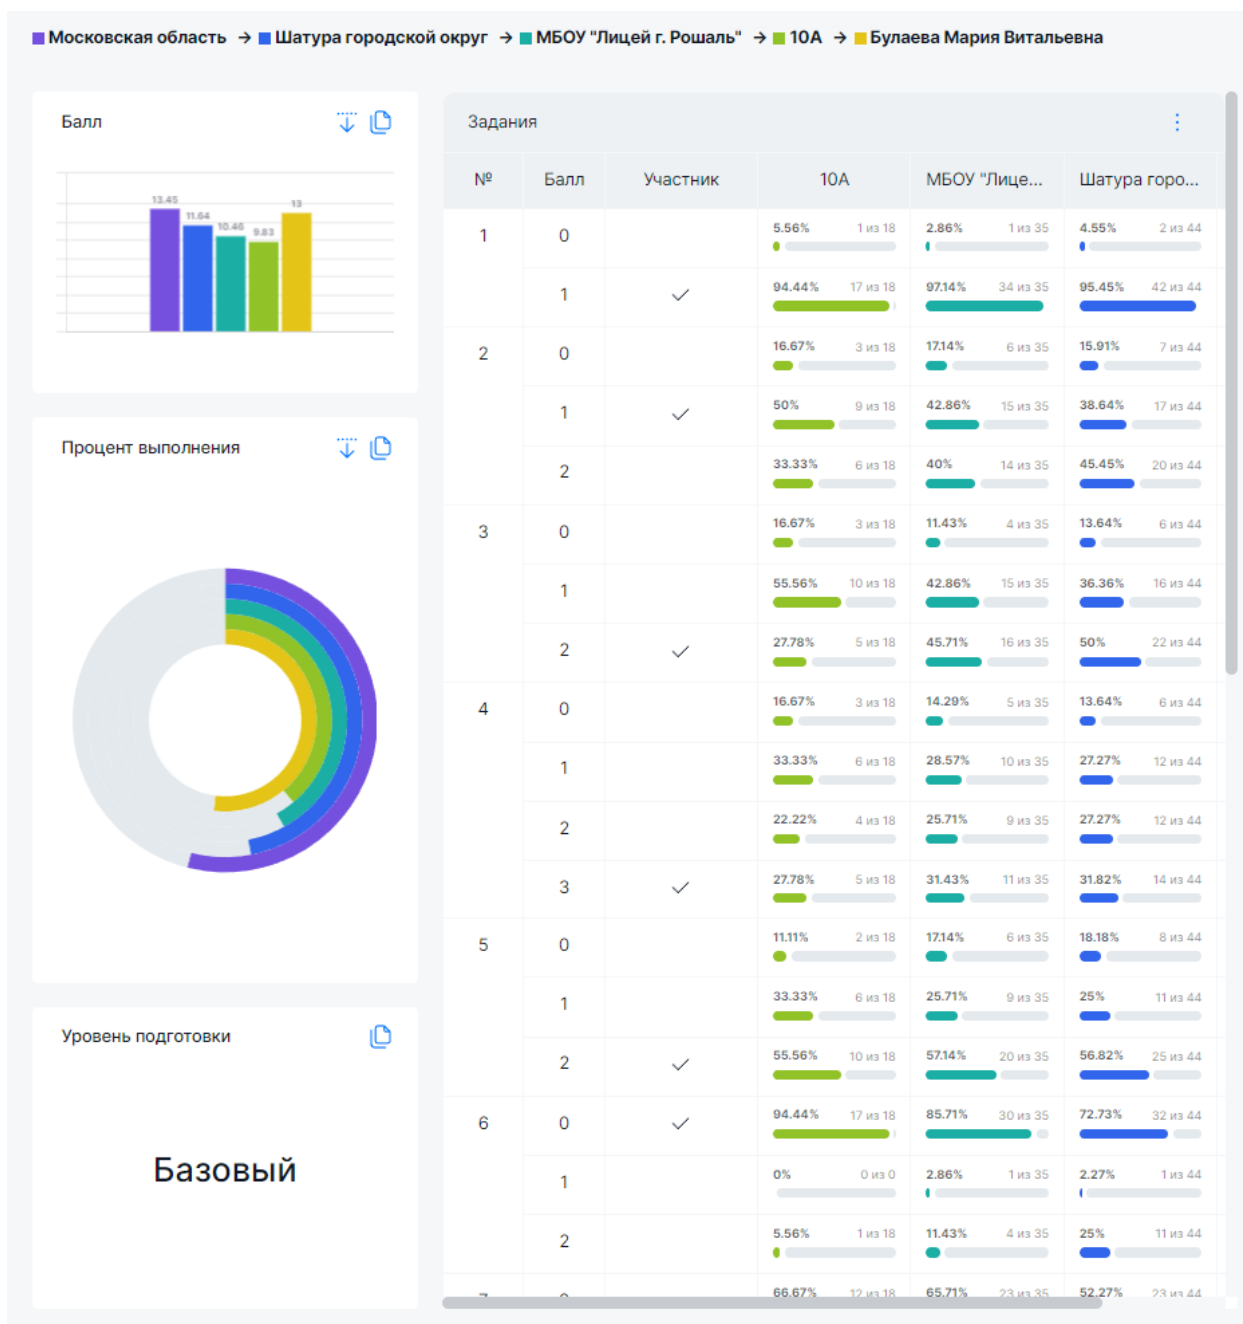 Московская область → Шатура городской округ → МБОУ "Лицей г. Рошаль" → 10А → Булаева Мария Витальевна
Балл
13.45
11.64
10.46
9.83
13
Процент выполнения
Уровень подготовки
Базовый
Задания
№ Балл Участник 10А МБОУ "Лице... Шатура горо...
1 0 5.56% 1 из 18 2.86% 1 из 35 4.55% 2 из 44
1 94.44% 17 из 18 97.14% 34 из 35 95.45% 42 из 44
2 0 16.67% 3 из 18 17.14% 6 из 35 15.91% 7 из 44
1 50% 9 из 18 42.86% 15 из 35 38.64% 17 из 44
2 33.33% 6 из 18 40% 14 из 35 45.45% 20 из 44
3 0 16.67% 3 из 18 11.43% 4 из 35 13.64% 6 из 44
1 55.56% 10 из 18 42.86% 15 из 35 36.36% 16 из 44
2 27.78% 5 из 18 45.71% 16 из 35 50% 22 из 44
4 0 16.67% 3 из 18 14.29% 5 из 35 13.64% 6 из 44
1 33.33% 6 из 18 28.57% 10 из 35 27.27% 12 из 44
2 22.22% 4 из 18 25.71% 9 из 35 27.27% 12 из 44
3 27.78% 5 из 18 31.43% 11 из 35 31.82% 14 из 44
5 0 11.11% 2 из 18 17.14% 6 из 35 18.18% 8 из 44
1 33.33% 6 из 18 25.71% 9 из 35 25% 11 из 44
2 55.56% 10 из 18 57.14% 20 из 35 56.82% 25 из 44
6 0 94.44% 17 из 18 85.71% 30 из 35 72.73% 32 из 44
1 0% 0 из 0 2.86% 1 из 35 2.27% 1 из 44
2 5.56% 1 из 18 11.43% 4 из 35 25% 11 из 44
66.67% 12 из 18 65.71% 23 из 35 52.27% 23 из 44